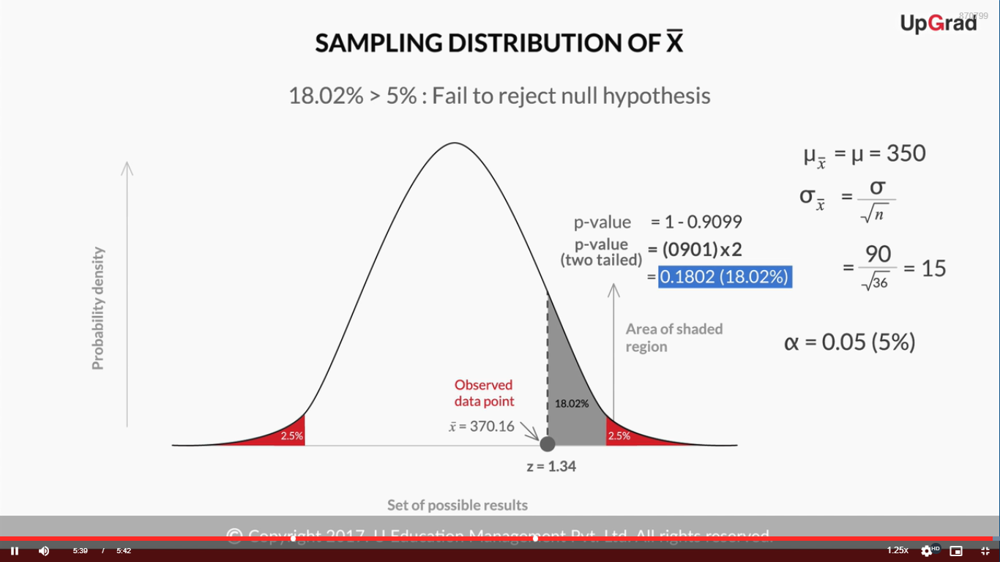 870799
UpGrad
SAMPLING DISTRIBUTION OF X̅
18.02% > 5% : Fail to reject null hypothesis
μx̅ = μ = 350
σx̅ = σ/√n
= 90/√36 = 15
α = 0.05 (5%)
p-value = 1 - 0.9099
p-value
(two tailed) = (0901)x2
= 0.1802 (18.02%)
Area of shaded
region
Probability density
Observed
data point
x̅ = 370.16
18.02%
2.5%
2.5%
z = 1.34
Set of possible results
© Copyright 2017. U Education Management Pvt. Ltd. All rights reserved.
5:39 / 5:42
1.25x
HD